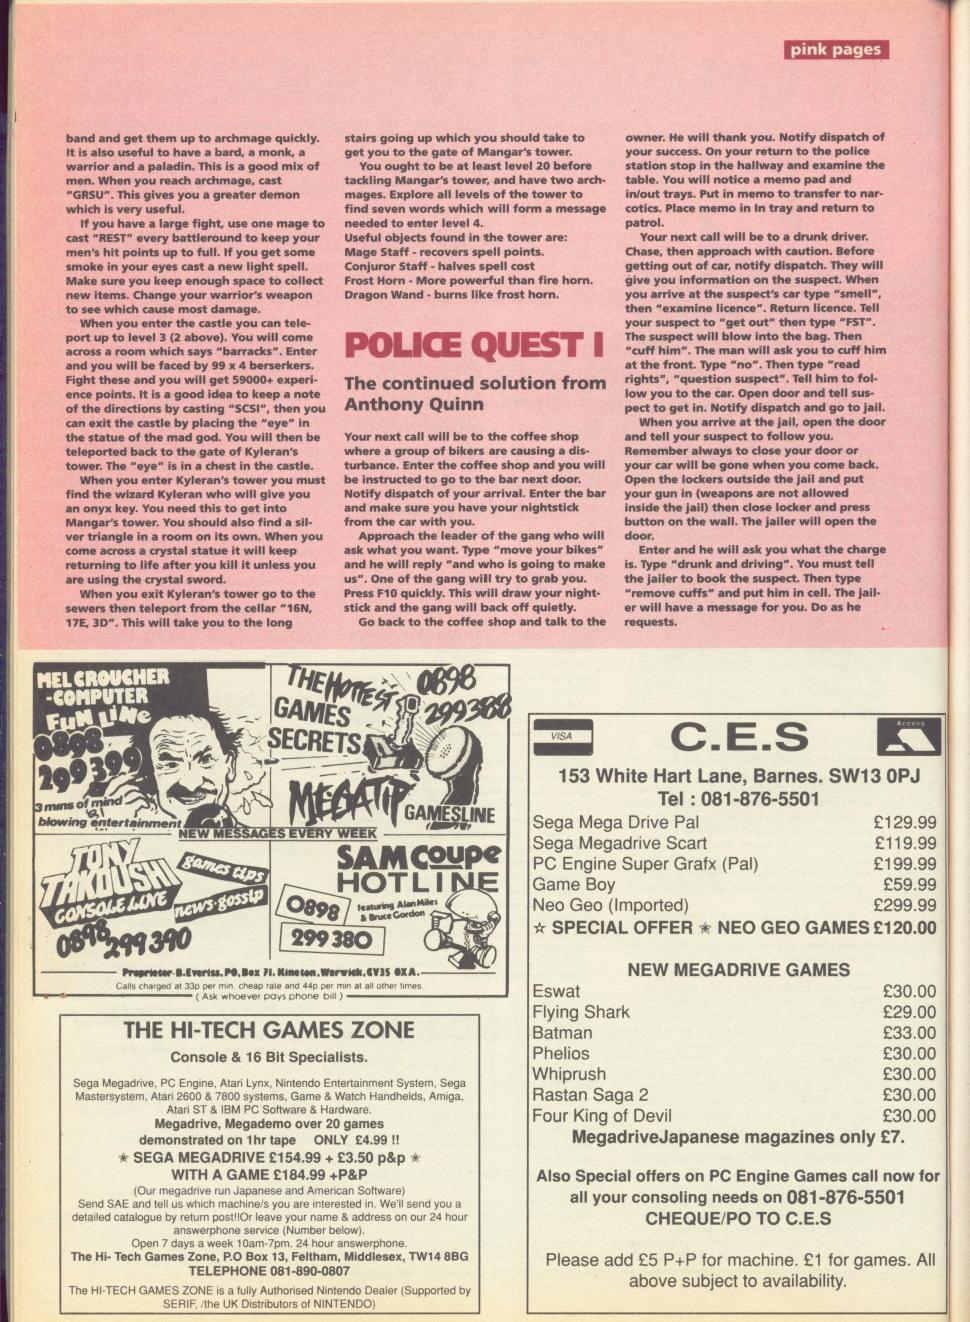 pink pages
band and get them up to archmage quickly.
It is also useful to have a bard, a monk, a
warrior and a paladin. This is a good mix of
men. When you reach archmage, cast
"GRSU". This gives you a greater demon
which is very useful.
If you have a large fight, use one mage to
cast "REST" every battleround to keep your
men's hit points up to full. If you get some
smoke in your eyes cast a new light spell.
Make sure you keep enough space to collect
new items. Change your warrior's weapon
to see which cause most damage.
When you enter the castle you can tele-
port up to level 3 (2 above). You will come
across a room which says "barracks". Enter
and you will be faced by 99 x 4 berserkers.
Fight these and you will get 59000+ experi-
ence points. It is a good idea to keep a note
of the directions by casting "SCSI", then you
can exit the castle by placing the "eye" in
the statue of the mad god. You will then be
teleported back to the gate of Kyleran's
tower. The "eye" is in a chest in the castle.
When you enter Kyleran's tower you must
find the wizard Kyleran who will give you
an onyx key. You need this to get into
Mangar's tower. You should also find a sil-
ver triangle in a room on its own. When you
come across a crystal statue it will keep
returning to life after you kill it unless you
are using the crystal sword.
When you exit Kyleran's tower go to the
sewers then teleport from the cellar "16N,
17E, 3D". This will take you to the long
stairs going up which you should take to
get you to the gate of Mangar's tower.
You ought to be at least level 20 before
tackling Mangar's tower, and have two arch-
mages. Explore all levels of the tower to
find seven words which will form a message
needed to enter level 4.
Useful objects found in the tower are:
Mage Staff - recovers spell points.
Conjuror Staff - halves spell cost
Frost Horn - More powerful than fire horn.
Dragon Wand - burns like frost horn.
POLICE QUEST I
The continued solution from
Anthony Quinn
Your next call will be to the coffee shop
where a group of bikers are causing a dis-
turbance. Enter the coffee shop and you will
be instructed to go to the bar next door.
Notify dispatch of your arrival. Enter the bar
and make sure you have your nightstick
from the car with you.
Approach the leader of the gang who will
ask what you want. Type "move your bikes"
and he will reply "and who is going to make
us". One of the gang will try to grab you.
Press F10 quickly. This will draw your night-
stick and the gang will back off quietly.
Go back to the coffee shop and talk to the
owner. He will thank you. Notify dispatch of
your success. On your return to the police
station stop in the hallway and examine the
table. You will notice a memo pad and
in/out trays. Put in memo to transfer to nar-
cotics. Place memo in In tray and return to
patrol.
Your next call will be to a drunk driver.
Chase, then approach with caution. Before
getting out of car, notify dispatch. They will
give you information on the suspect. When
you arrive at the suspect's car type "smell",
then "examine licence". Return licence. Tell
your suspect to "get out" then type "FST".
The suspect will blow into the bag. Then
"cuff him". The man will ask you to cuff him
at the front. Type "no". Then type "read
rights", "question suspect". Tell him to fol-
low you to the car. Open door and tell sus-
pect to get in. Notify dispatch and go to jail.
When you arrive at the jail, open the door
and tell your suspect to follow you.
Remember always to close your door or
your car will be gone when you come back.
Open the lockers outside the jail and put
your gun in (weapons are not allowed
inside the jail) then close locker and press
button on the wall. The jailer will open the
door.
Enter and he will ask you what the charge
is. Type "drunk and driving". You must tell
the jailer to book the suspect. Then type
"remove cuffs" and put him in cell. The jail-
er will have a message for you. Do as he
requests.
MEL CROUCHER
-COMPUTER
FUN LINE
0898
299399
3 mins of mind
blowing entertainment
THE HOTTEST
GAMES
SECRETS
0898
299388
MEGATIP
GAMESLINE
NEW MESSAGES EVERY WEEK
TONY
TAKOUSHI
CONSOLE LINE
games tips
news·gossip
0898
299 390
SAM COUPE
HOTLINE
0898
featuring Alan Miles
& Bruce Gordon
299 380
Proprietor-B.Everiss, PO, Box 71, Kineton, Warwick, CV35 0XA.
Calls charged at 33p per min. cheap rate and 44p per min at all other times
( Ask whoever pays phone bill )
THE HI-TECH GAMES ZONE
Console & 16 Bit Specialists.
Sega Megadrive, PC Engine, Atari Lynx, Nintendo Entertainment System, Sega
Mastersystem, Atari 2600 & 7800 systems, Game & Watch Handhelds, Amiga,
Atari ST & IBM PC Software & Hardware.
Megadrive, Megademo over 20 games
demonstrated on 1hr tape ONLY £4.99 !!
★ SEGA MEGADRIVE £154.99 + £3.50 p&p ★
WITH A GAME £184.99 +P&P
(Our megadrive run Japanese and American Software)
Send SAE and tell us which machine/s you are interested in. We'll send you a
detailed catalogue by return post!!Or leave your name & address on our 24 hour
answerphone service (Number below).
Open 7 days a week 10am-7pm. 24 hour answerphone.
The Hi- Tech Games Zone, P.O Box 13, Feltham, Middlesex, TW14 8BG
TELEPHONE 081-890-0807
The HI-TECH GAMES ZONE is a fully Authorised Nintendo Dealer (Supported by
SERIF, /the UK Distributors of NINTENDO)
VISA
C.E.S
Access
153 White Hart Lane, Barnes. SW13 0PJ
Tel : 081-876-5501
Sega Mega Drive Pal £129.99
Sega Megadrive Scart £119.99
PC Engine Super Grafx (Pal) £199.99
Game Boy £59.99
Neo Geo (Imported) £299.99
☆ SPECIAL OFFER ★ NEO GEO GAMES £120.00
NEW MEGADRIVE GAMES
Eswat £30.00
Flying Shark £29.00
Batman £33.00
Phelios £30.00
Whiprush £30.00
Rastan Saga 2 £30.00
Four King of Devil £30.00
MegadriveJapanese magazines only £7.
Also Special offers on PC Engine Games call now for
all your consoling needs on 081-876-5501
CHEQUE/PO TO C.E.S
Please add £5 P+P for machine. £1 for games. All
above subject to availability.